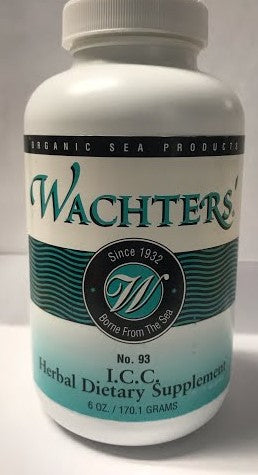 ORGANIC SEA PRODUCTS
WACHTERS'
Since 1932
W
Borne From The Sea
No. 93
I.C.C.
Herbal Dietary Supplement
6 OZ. / 170.1 GRAMS